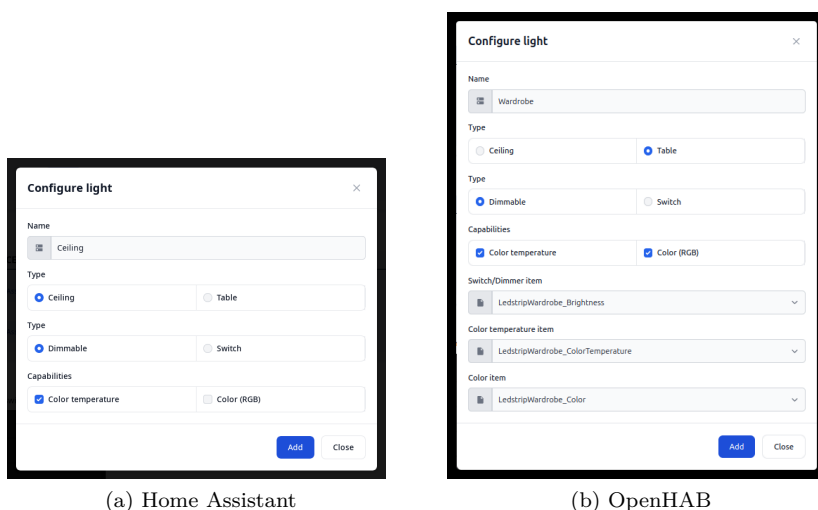 Configure light
Name
Ceiling
Type
Ceiling Table
Type
Dimmable Switch
Capabilities
Color temperature Color (RGB)
Add Close
(a) Home Assistant
Configure light
Name
Wardrobe
Type
Ceiling Table
Type
Dimmable Switch
Capabilities
Color temperature Color (RGB)
Switch/Dimmer item
LedstripWardrobe_Brightness
Color temperature item
LedstripWardrobe_ColorTemperature
Color item
LedstripWardrobe_Color
Add Close
(b) OpenHAB